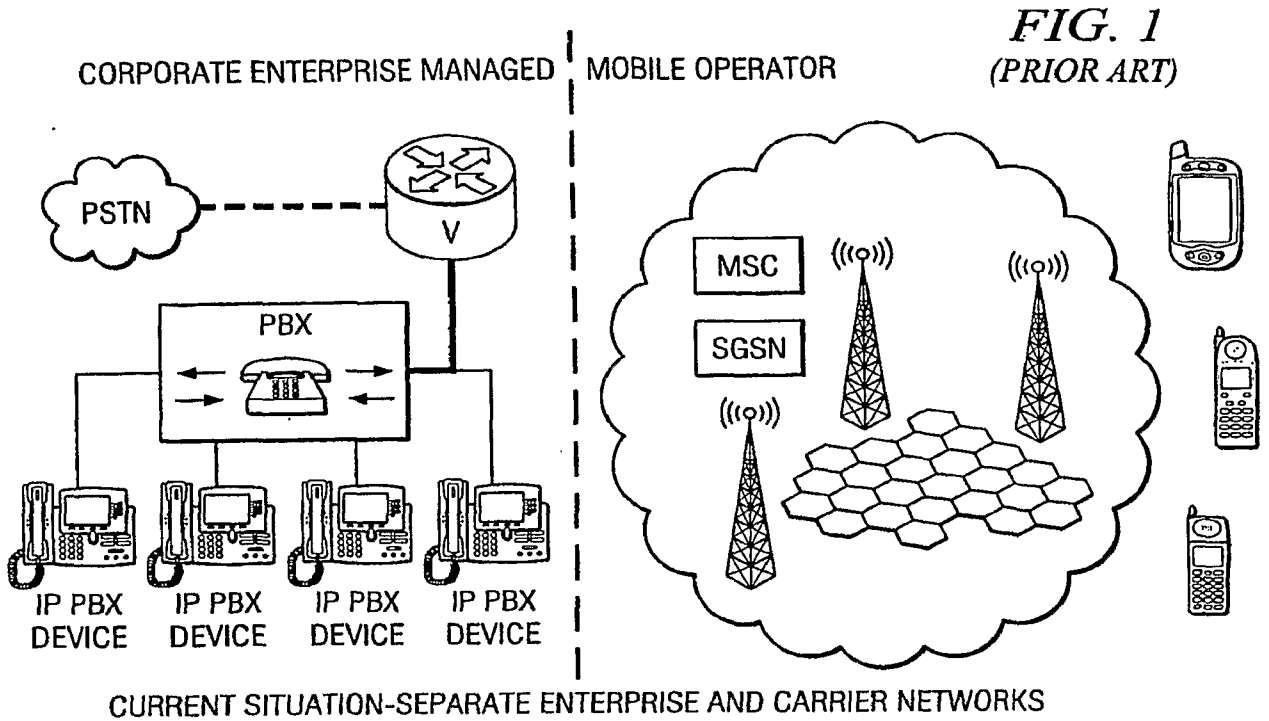 FIG. 1
(PRIOR ART)
CORPORATE ENTERPRISE MANAGED
MOBILE OPERATOR
PSTN
V
MSC
SGSN
PBX
IP PBX
DEVICE
IP PBX
DEVICE
IP PBX
DEVICE
IP PBX
DEVICE
CURRENT SITUATION-SEPARATE ENTERPRISE AND CARRIER NETWORKS